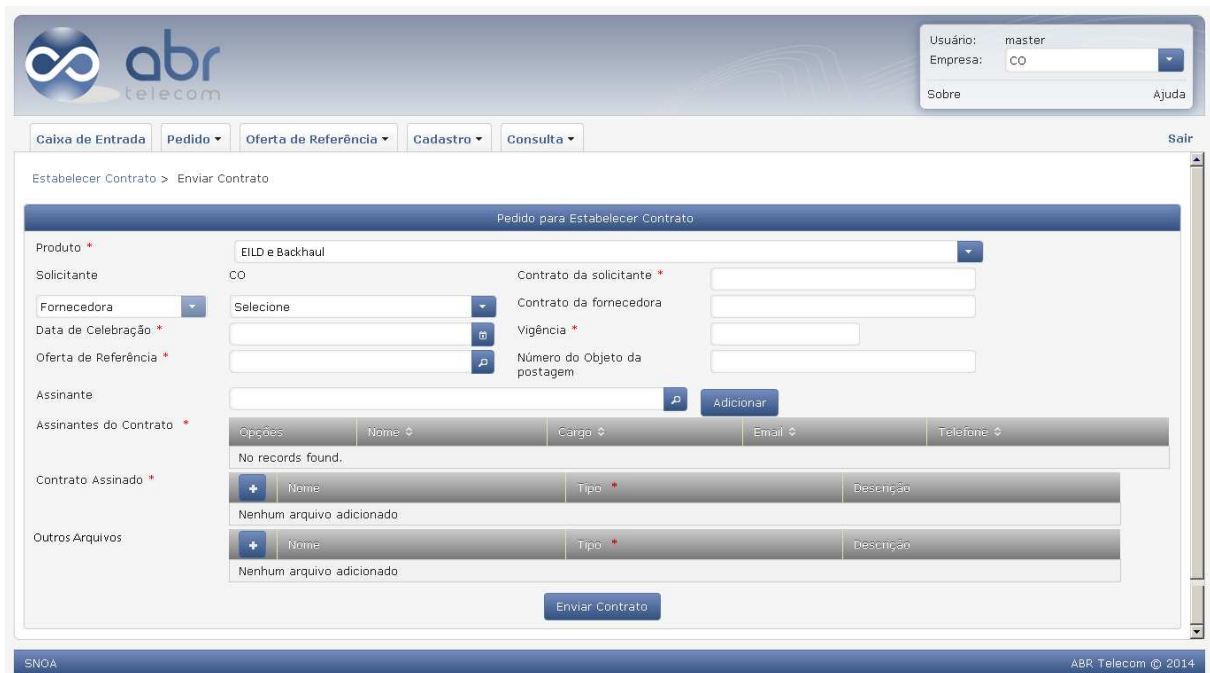 abr
telecom
Usuário: master
Empresa: CO
Sobre Ajuda
Caixa de Entrada Pedido Oferta de Referência Cadastro Consulta Sair
Estabelecer Contrato > Enviar Contrato
Pedido para Estabelecer Contrato
Produto * EILD e Backhaul
Solicitante CO Contrato da solicitante *
Fornecedora Selecione Contrato da fornecedora
Data de Celebração * Vigência *
Oferta de Referência * Número do Objeto da
postagem
Assinante Adicionar
Assinantes do Contrato * Opções Nome Cargo Email Telefone
No records found.
Contrato Assinado * Nome Tipo * Descrição
Nenhum arquivo adicionado
Outros Arquivos Nome Tipo * Descrição
Nenhum arquivo adicionado
Enviar Contrato
SNOA ABR Telecom © 2014